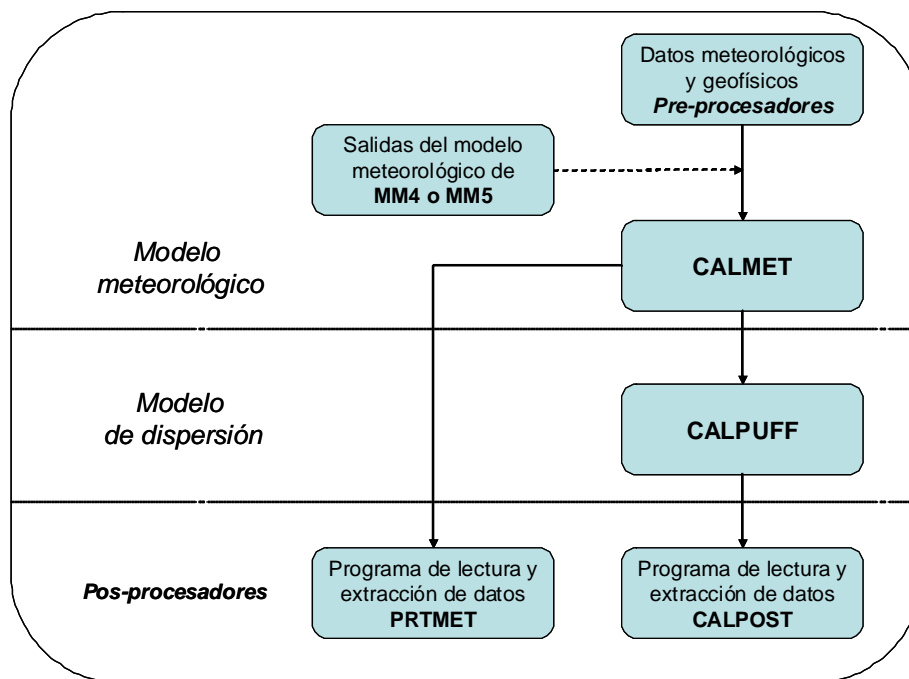 Datos meteorológicos
y geofísicos
Pre-procesadores
Salidas del modelo
meteorológico de
MM4 o MM5
Modelo
meteorológico
CALMET
Modelo
de dispersión
CALPUFF
Pos-procesadores
Programa de lectura y
extracción de datos
PRTMET
Programa de lectura y
extracción de datos
CALPOST